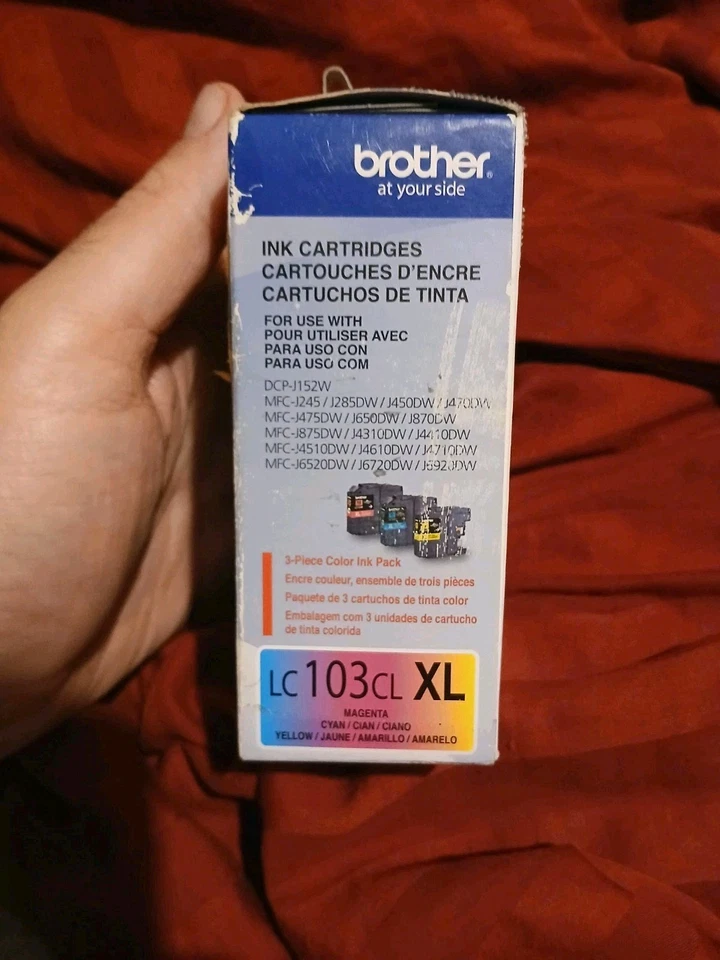 brother®
at your side
INK CARTRIDGES
CARTOUCHES D'ENCRE
CARTUCHOS DE TINTA
FOR USE WITH
POUR UTILISER AVEC
PARA USO CON
PARA USO COM
DCP-J152W
MFC-J245 / J285DW / J450DW / J470DW
MFC-J475DW / J650DW / J870DW
MFC-J875DW / J4310DW / J4410DW
MFC-J4510DW / J4610DW / J4710DW
MFC-J6520DW / J6720DW / J6920DW
3-Piece Color Ink Pack
Encre couleur, ensemble de trois pièces
Paquete de 3 cartuchos de tinta color
Embalagem com 3 unidades de cartucho
de tinta colorida
LC103CL XL
MAGENTA
CYAN / CIAN / CIANO
YELLOW / JAUNE / AMARILLO / AMARELO